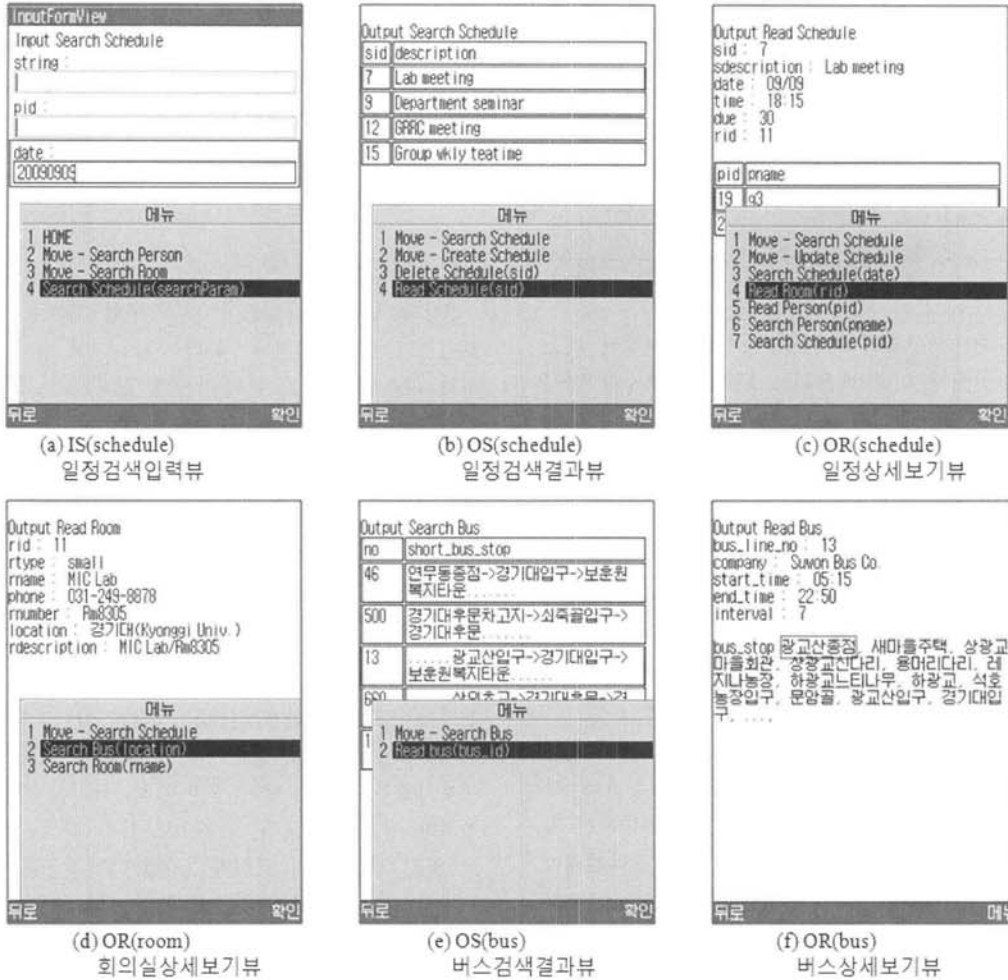 InputFormView
Input Search Schedule
string :
pid :
date :
20090909
메뉴
1 HOME
2 Move - Search Person
3 Move - Search Room
4 Search Schedule(searchParam)
뒤로 확인
(a) IS(schedule)
일정검색입력뷰
Output Search Schedule
sid description
7 Lab meeting
9 Department seminar
12 GRRC meeting
15 Group wkly teatime
메뉴
1 Move - Search Schedule
2 Move - Create Schedule
3 Delete Schedule(sid)
4 Read Schedule(sid)
뒤로 확인
(b) OS(schedule)
일정검색결과뷰
Output Read Schedule
sid : 7
sdescription : Lab meeting
date : 09/09
time : 18:15
due : 30
rid : 11
pid pname
19 g3
2
메뉴
1 Move - Search Schedule
2 Move - Update Schedule
3 Search Schedule(date)
4 Read Room(rid)
5 Read Person(pid)
6 Search Person(pname)
7 Search Schedule(pid)
뒤로 확인
(c) OR(schedule)
일정상세보기뷰
Output Read Room
rid : 11
rtype : small
rname : MIC Lab
phone : 031-249-8878
rnumber : Rm8305
location : 경기대(Kyonggi Univ.)
rdescription : MIC Lab/Rm8305
메뉴
1 Move - Search Schedule
2 Search Bus(location)
3 Search Room(rname)
뒤로 확인
(d) OR(room)
회의실상세보기뷰
Output Search Bus
no short_bus_stop
46 연무동종점->경기대입구->보훈원
복지타운.......
500 경기대후문차고지->쇠죽골입구->
경기대후문.......
13 ......광교산입구->경기대입구->
보훈원복지타운......
메뉴
1 Move - Search Bus
2 Read bus(bus_id)
뒤로 확인
(e) OS(bus)
버스검색결과뷰
Output Read Bus
bus_line_no : 13
company : Suwon Bus Co.
start_time : 05:15
end_time : 22:50
interval : 7
bus_stop 광교산종점, 새마을주택, 상광교
마을회관, 상광교산다리, 용머리다리, 레
지나농장, 하광교느티나무, 하광교, 석호
농장입구, 문암골, 광교산입구, 경기대입
구, ....
뒤로 메뉴
(f) OR(bus)
버스상세보기뷰